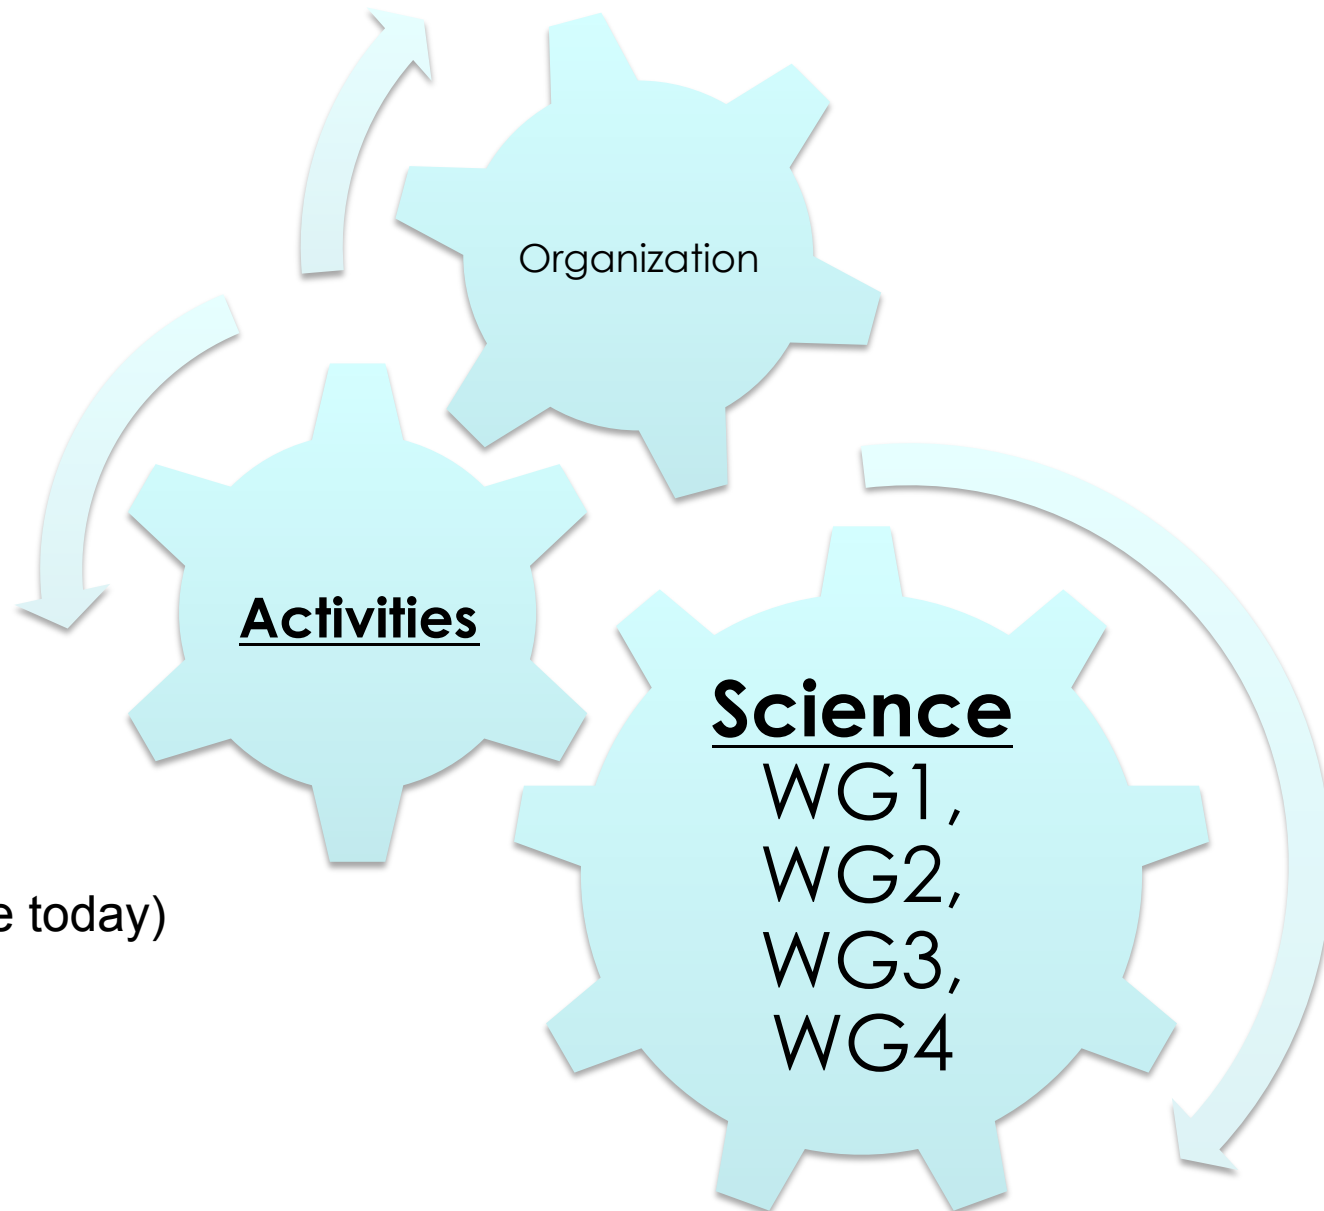 Organization
Activities
Science
WG1,
WG2,
WG3,
WG4
e today)